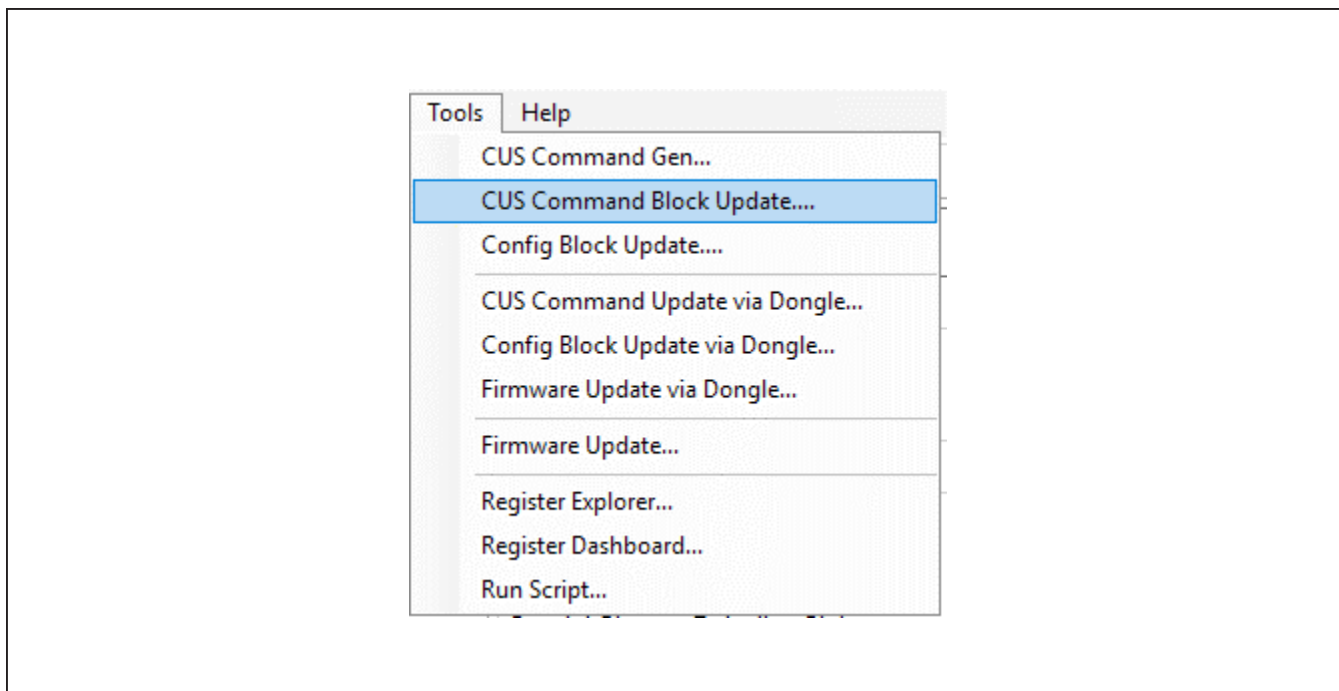 Tools Help
CUS Command Gen...
CUS Command Block Update....
Config Block Update....
CUS Command Update via Dongle...
Config Block Update via Dongle...
Firmware Update via Dongle...
Firmware Update...
Register Explorer...
Register Dashboard...
Run Script...